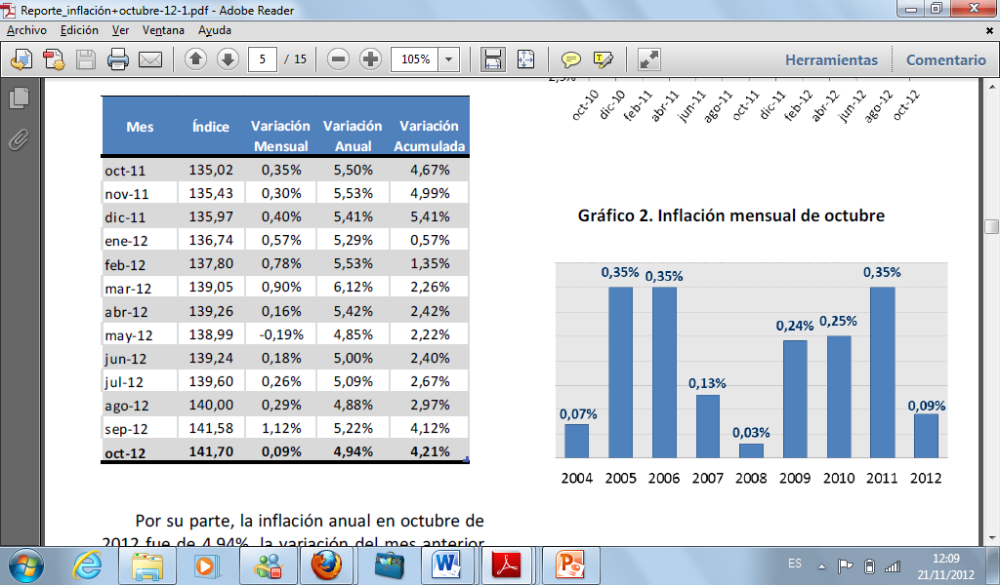 Reporte_inflación+octubre-12-1.pdf - Adobe Reader
Archivo Edición Ver Ventana Ayuda
5 / 15 105% Herramientas Comentario
oct-10 dic-10 feb-11 abr-11 jun-11 ago-11 oct-11 dic-11 feb-12 abr-12 jun-12 ago-12 oct-12
Mes Índice Variación Mensual Variación Anual Variación Acumulada
oct-11 135,02 0,35% 5,50% 4,67%
nov-11 135,43 0,30% 5,53% 4,99%
dic-11 135,97 0,40% 5,41% 5,41%
ene-12 136,74 0,57% 5,29% 0,57%
feb-12 137,80 0,78% 5,53% 1,35%
mar-12 139,05 0,90% 6,12% 2,26%
abr-12 139,26 0,16% 5,42% 2,42%
may-12 138,99 -0,19% 4,85% 2,22%
jun-12 139,24 0,18% 5,00% 2,40%
jul-12 139,60 0,26% 5,09% 2,67%
ago-12 140,00 0,29% 4,88% 2,97%
sep-12 141,58 1,12% 5,22% 4,12%
oct-12 141,70 0,09% 4,94% 4,21%
Por su parte, la inflación anual en octubre de
2012 fue de 4,94%, la variación del mes anterior
Gráfico 2. Inflación mensual de octubre
0,07% 0,35% 0,35% 0,13% 0,03% 0,24% 0,25% 0,35% 0,09%
2004 2005 2006 2007 2008 2009 2010 2011 2012
ES
12:09
21/11/2012